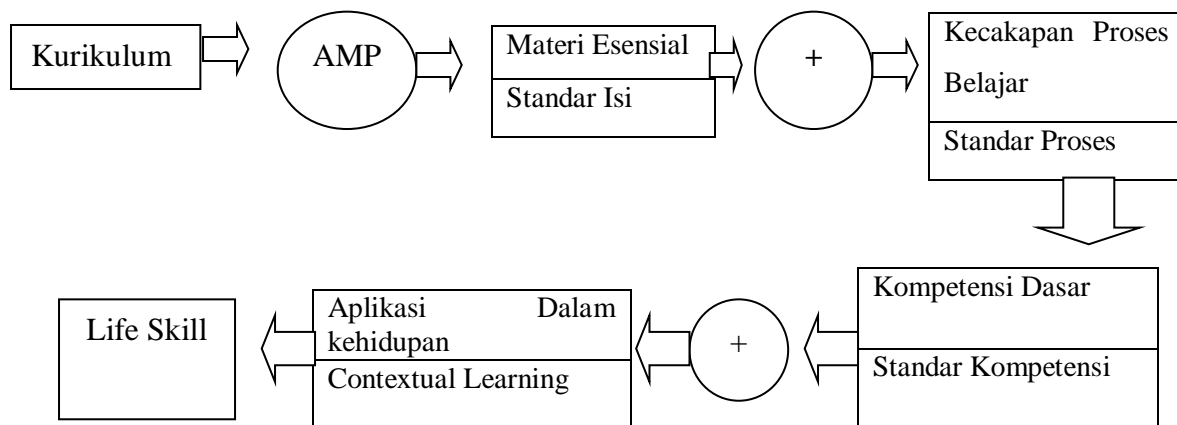 Kurikulum
AMP
Materi Esensial
Standar Isi
+
Kecakapan Proses
Belajar
Standar Proses
Kompetensi Dasar
Standar Kompetensi
+
Aplikasi Dalam
kehidupan
Contextual Learning
Life Skill